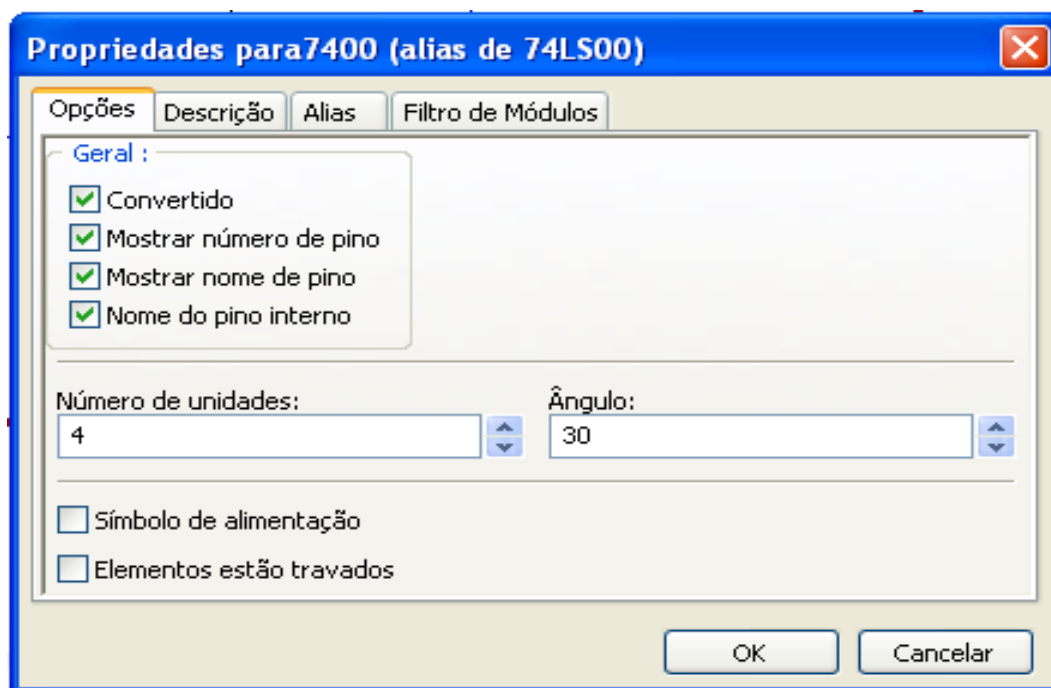 Propriedades para7400 (alias de 74LS00)
Opções Descrição Alias Filtro de Módulos
Geral :
Convertido
Mostrar número de pino
Mostrar nome de pino
Nome do pino interno
Número de unidades: Ângulo:
4 30
Símbolo de alimentação
Elementos estão travados
OK Cancelar